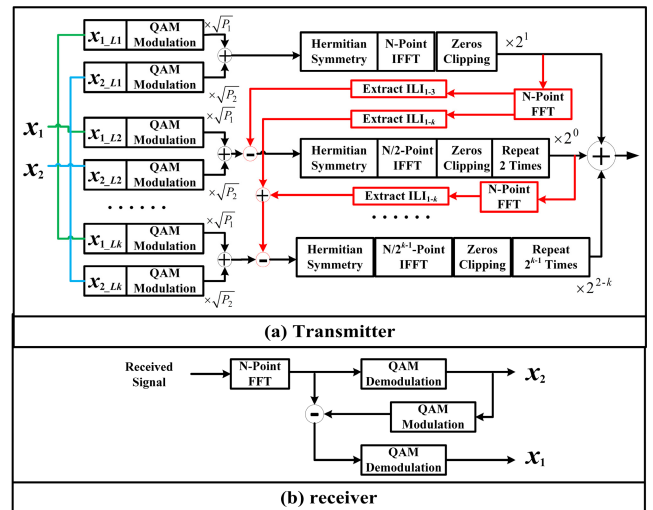 x1
x2
x1_L1 QAM Modulation ×√P1
x2_L1 QAM Modulation ×√P2
x1_L2 QAM Modulation ×√P1
x2_L2 QAM Modulation ×√P2
· · · · · ·
x1_Lk QAM Modulation ×√P1
x2_Lk QAM Modulation ×√P2
+
Hermitian Symmetry
N-Point IFFT
Zeros Clipping
×2^1
N-Point FFT
Extract ILI1-3
Extract ILI1-k
+
-
Hermitian Symmetry
N/2-Point IFFT
Zeros Clipping
Repeat 2 Times
×2^0
+
N-Point FFT
Extract ILI1-k
· · · · · ·
+
+
-
Hermitian Symmetry
N/2^k-1-Point IFFT
Zeros Clipping
Repeat 2^k-1 Times
×2^2-k
(a) Transmitter
Received Signal
N-Point FFT
QAM Demodulation
x2
QAM Modulation
-
QAM Demodulation
x1
(b) receiver